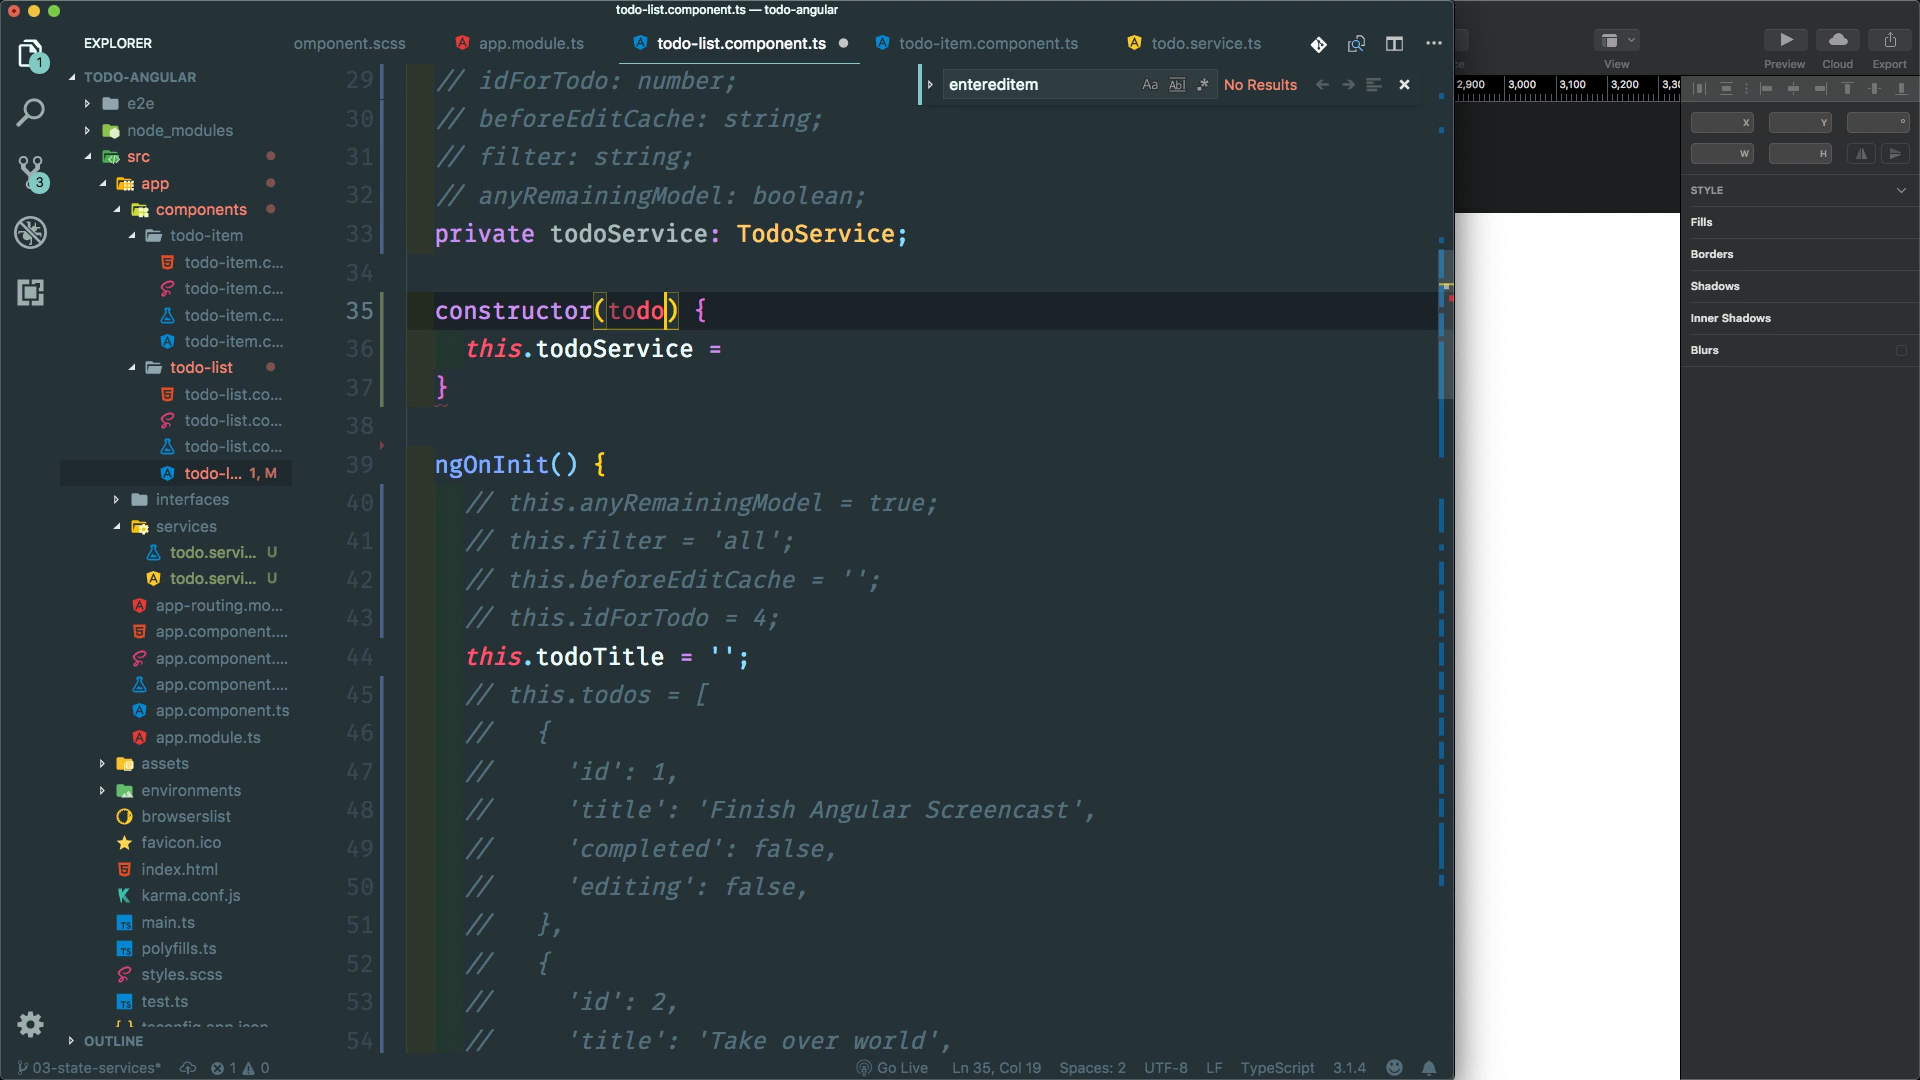 todo-list.component.ts — todo-angular
EXPLORER
omponent.scss
app.module.ts
todo-list.component.ts
todo-item.component.ts
todo.service.ts
View
Preview
Cloud
Export
1
TODO-ANGULAR
e2e
node_modules
src
app
components
todo-item
todo-item.c...
todo-item.c...
todo-item.c...
todo-item.c...
todo-list
todo-list.co...
todo-list.co...
todo-list.co...
todo-l... 1, M
interfaces
services
todo.servi... U
todo.servi... U
app-routing.mo...
app.component....
app.component....
app.component....
app.component.ts
app.module.ts
assets
environments
browserslist
favicon.ico
index.html
karma.conf.js
main.ts
polyfills.ts
styles.scss
test.ts
tsconfig.app.json
OUTLINE
3
entereditem
Aa Abl .* No Results
29 // idForTodo: number;
30 // beforeEditCache: string;
31 // filter: string;
32 // anyRemainingModel: boolean;
33 private todoService: TodoService;
34
35 constructor(todo) {
36 this.todoService =
37 }
38
39 ngOnInit() {
40 // this.anyRemainingModel = true;
41 // this.filter = 'all';
42 // this.beforeEditCache = '';
43 // this.idForTodo = 4;
44 this.todoTitle = '';
45 // this.todos = [
46 // {
47 // 'id': 1,
48 // 'title': 'Finish Angular Screencast',
49 // 'completed': false,
50 // 'editing': false,
51 // },
52 // {
53 // 'id': 2,
54 // 'title': 'Take over world',
03-state-services* 1 0
Go Live Ln 35, Col 19 Spaces: 2 UTF-8 LF TypeScript 3.1.4
2,900 3,000 3,100 3,200
X Y °
W H
STYLE
Fills
Borders
Shadows
Inner Shadows
Blurs